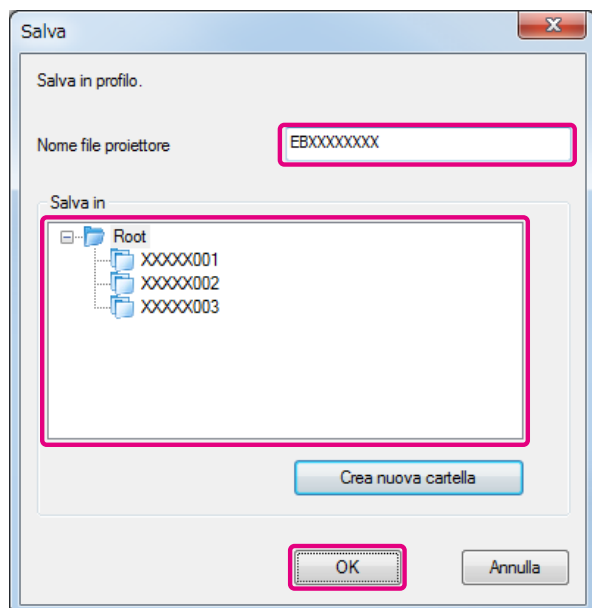 Salva
Salva in profilo.
Nome file proiettore EBXXXXXXXX
Salva in
Root
XXXXX001
XXXXX002
XXXXX003
Crea nuova cartella
OK Annulla